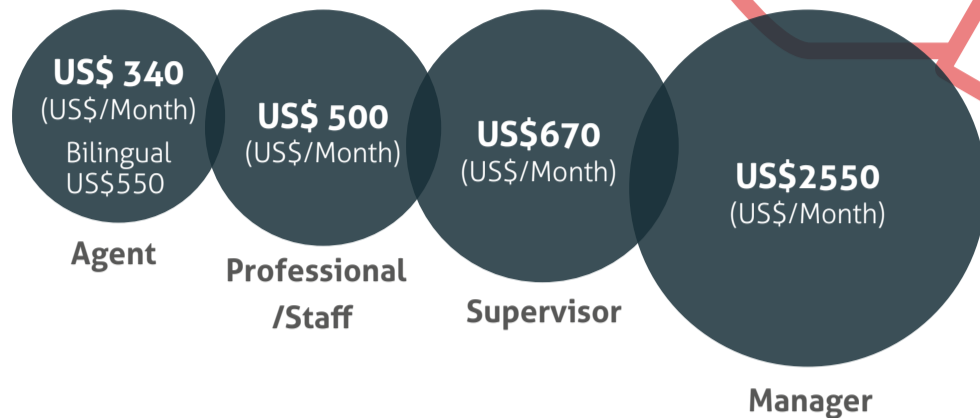 US$ 340
(US$/Month)
Bilingual
US$550
Agent
US$ 500
(US$/Month)
Professional
/Staff
US$670
(US$/Month)
Supervisor
US$2550
(US$/Month)
Manager